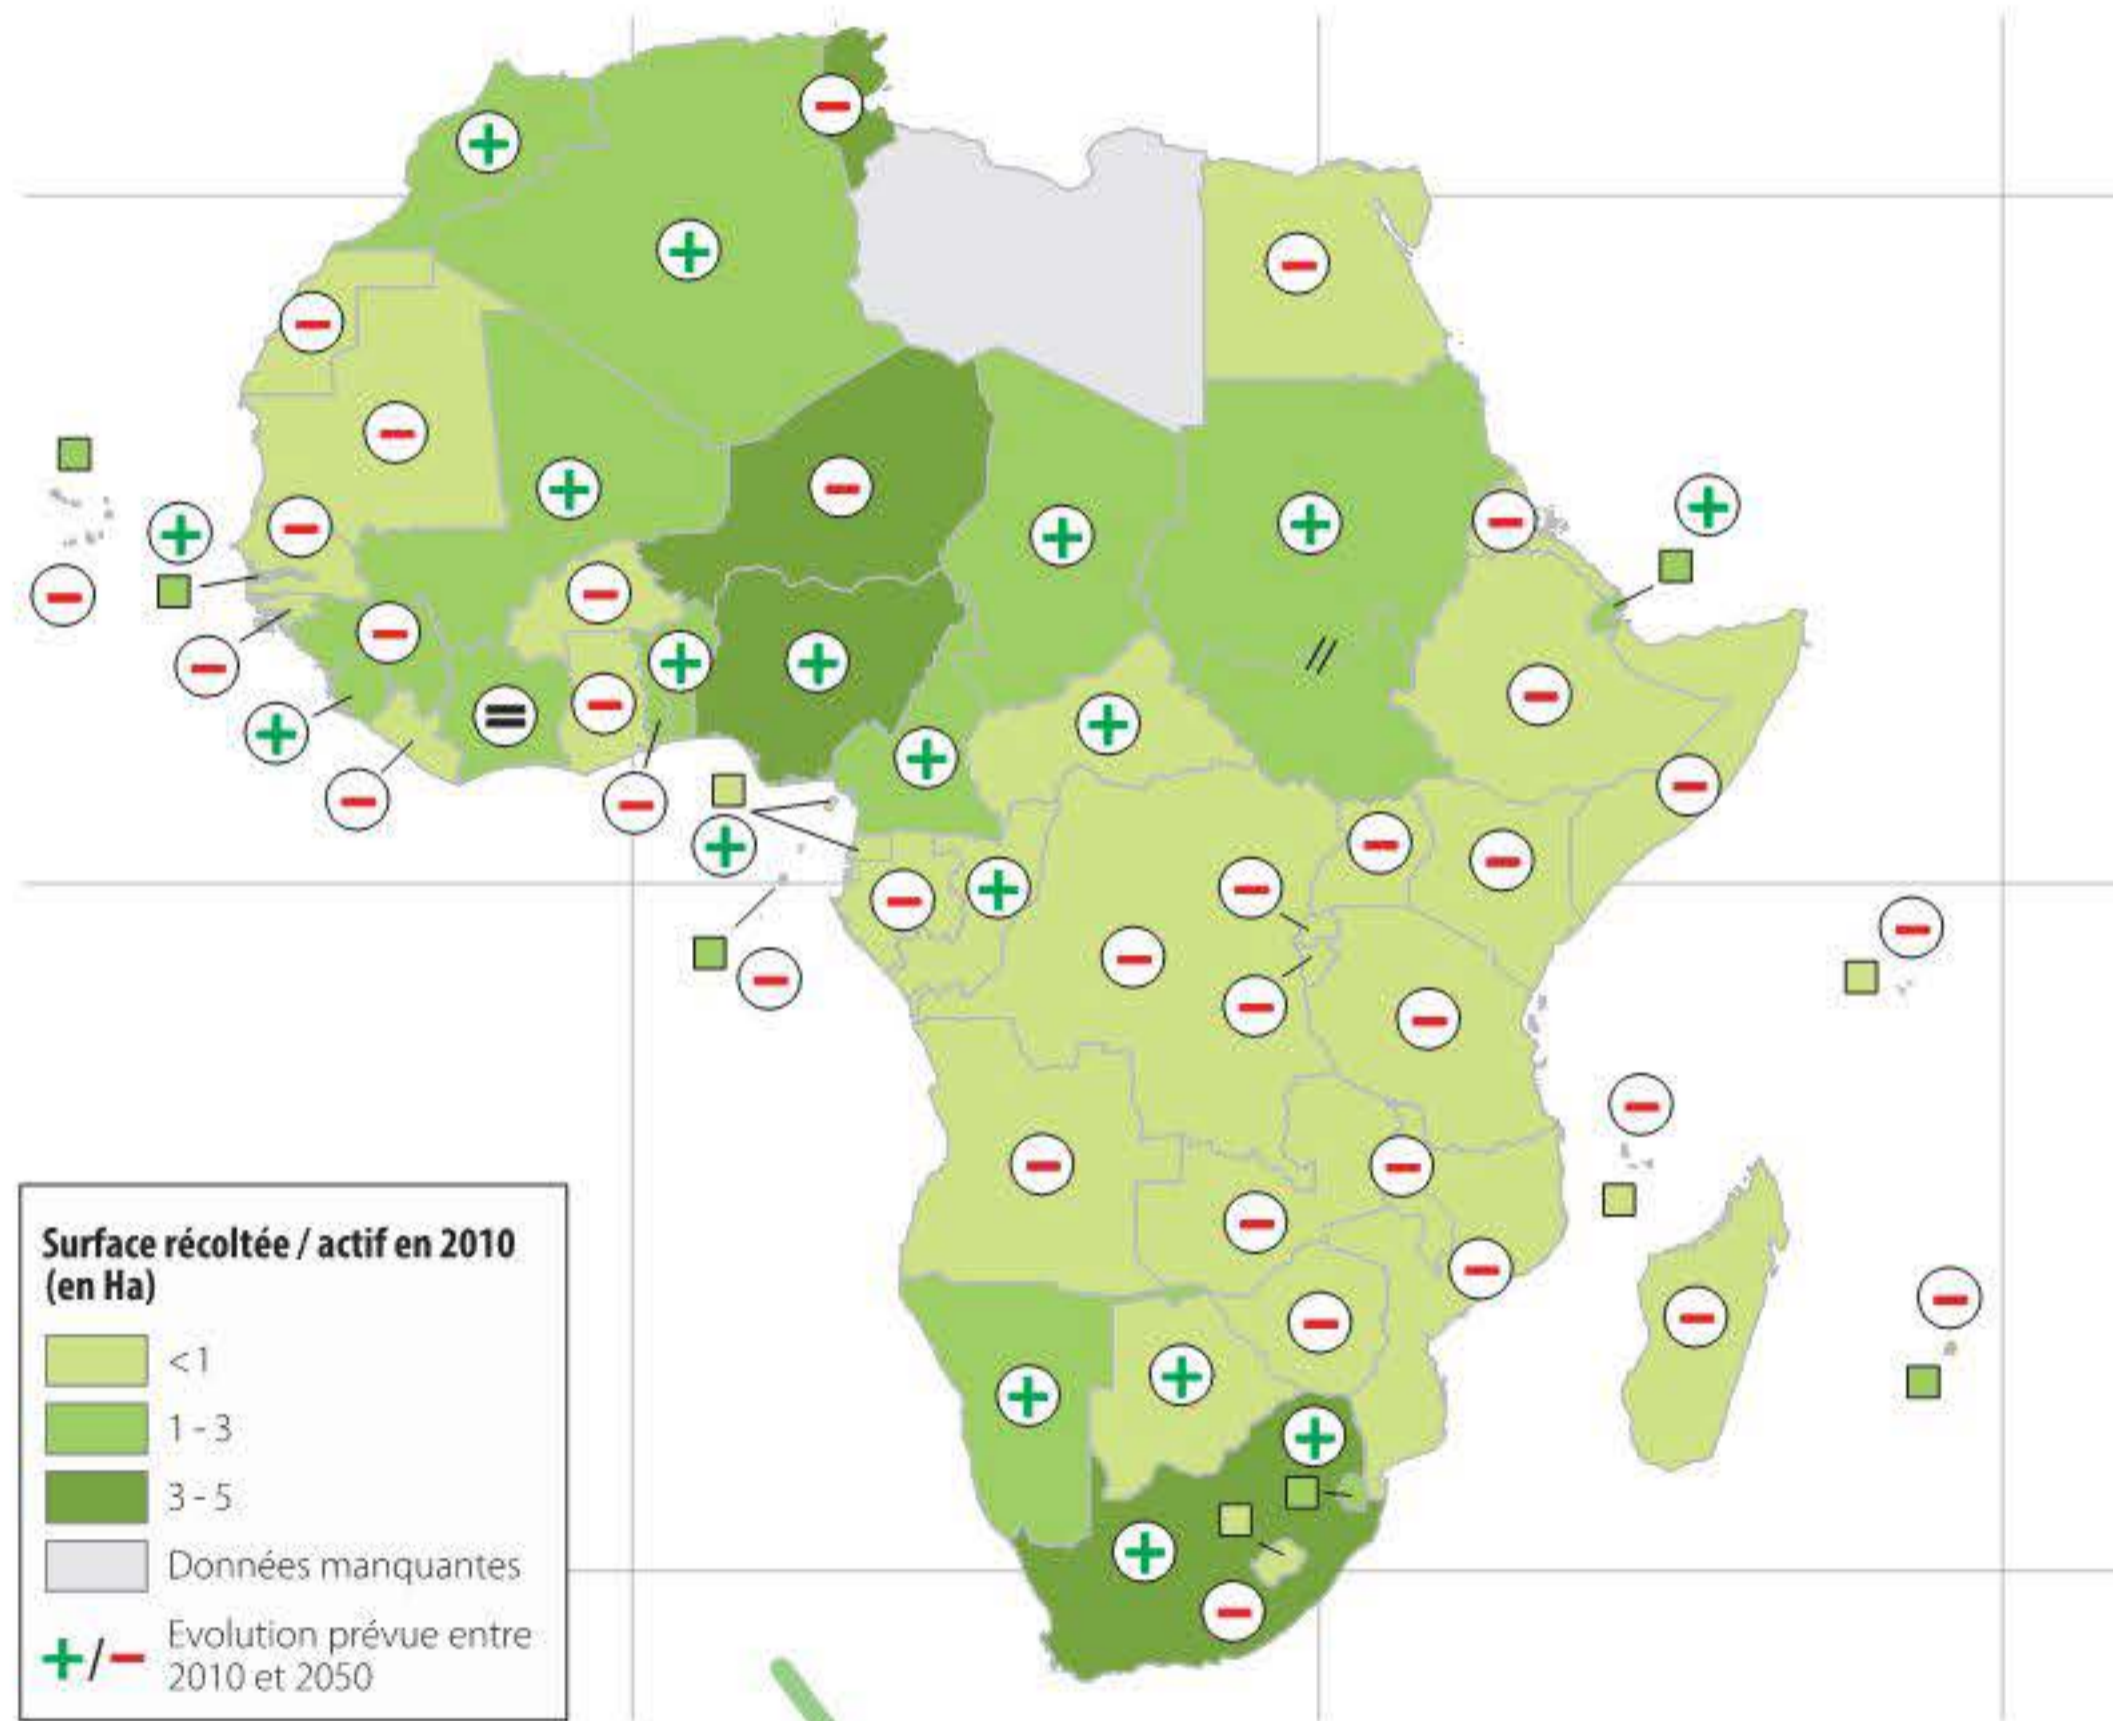 Surface récoltée / actif en 2010
(en Ha)
<1
1 - 3
3 - 5
Données manquantes
+/− Evolution prévue entre
2010 et 2050